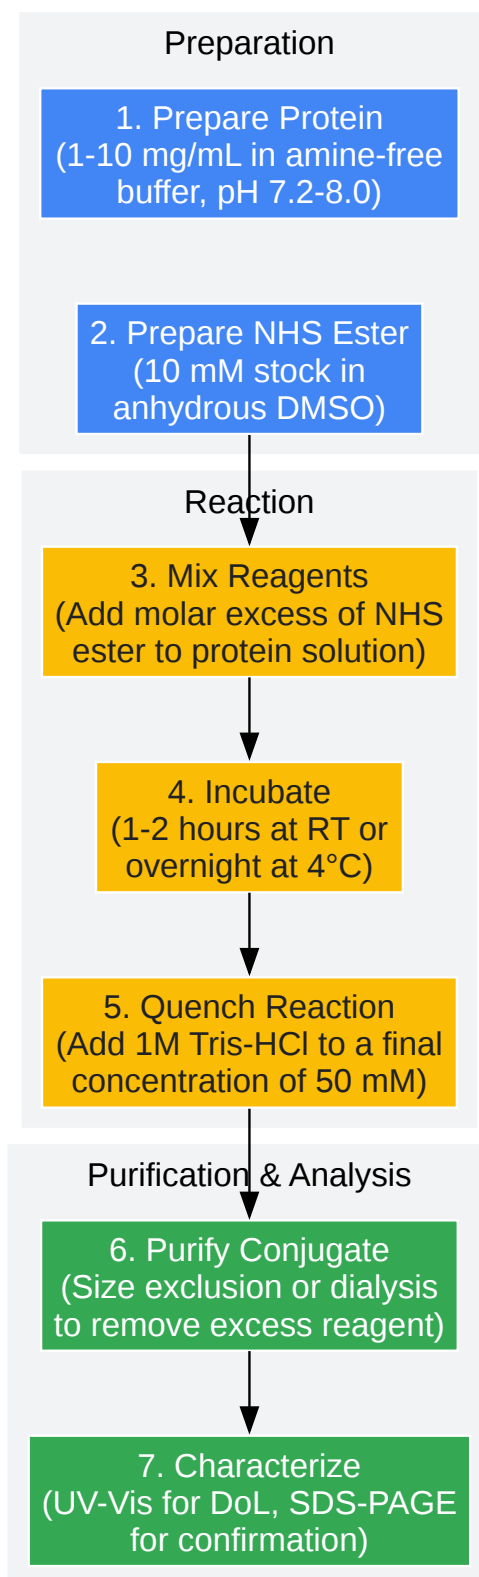 Preparation
1. Prepare Protein
(1-10 mg/mL in amine-free
buffer, pH 7.2-8.0)
2. Prepare NHS Ester
(10 mM stock in
anhydrous DMSO)
Reaction
3. Mix Reagents
(Add molar excess of NHS
ester to protein solution)
4. Incubate
(1-2 hours at RT or
overnight at 4°C)
5. Quench Reaction
(Add 1M Tris-HCl to a final
concentration of 50 mM)
Purification & Analysis
6. Purify Conjugate
(Size exclusion or dialysis
to remove excess reagent)
7. Characterize
(UV-Vis for DoL, SDS-PAGE
for confirmation)